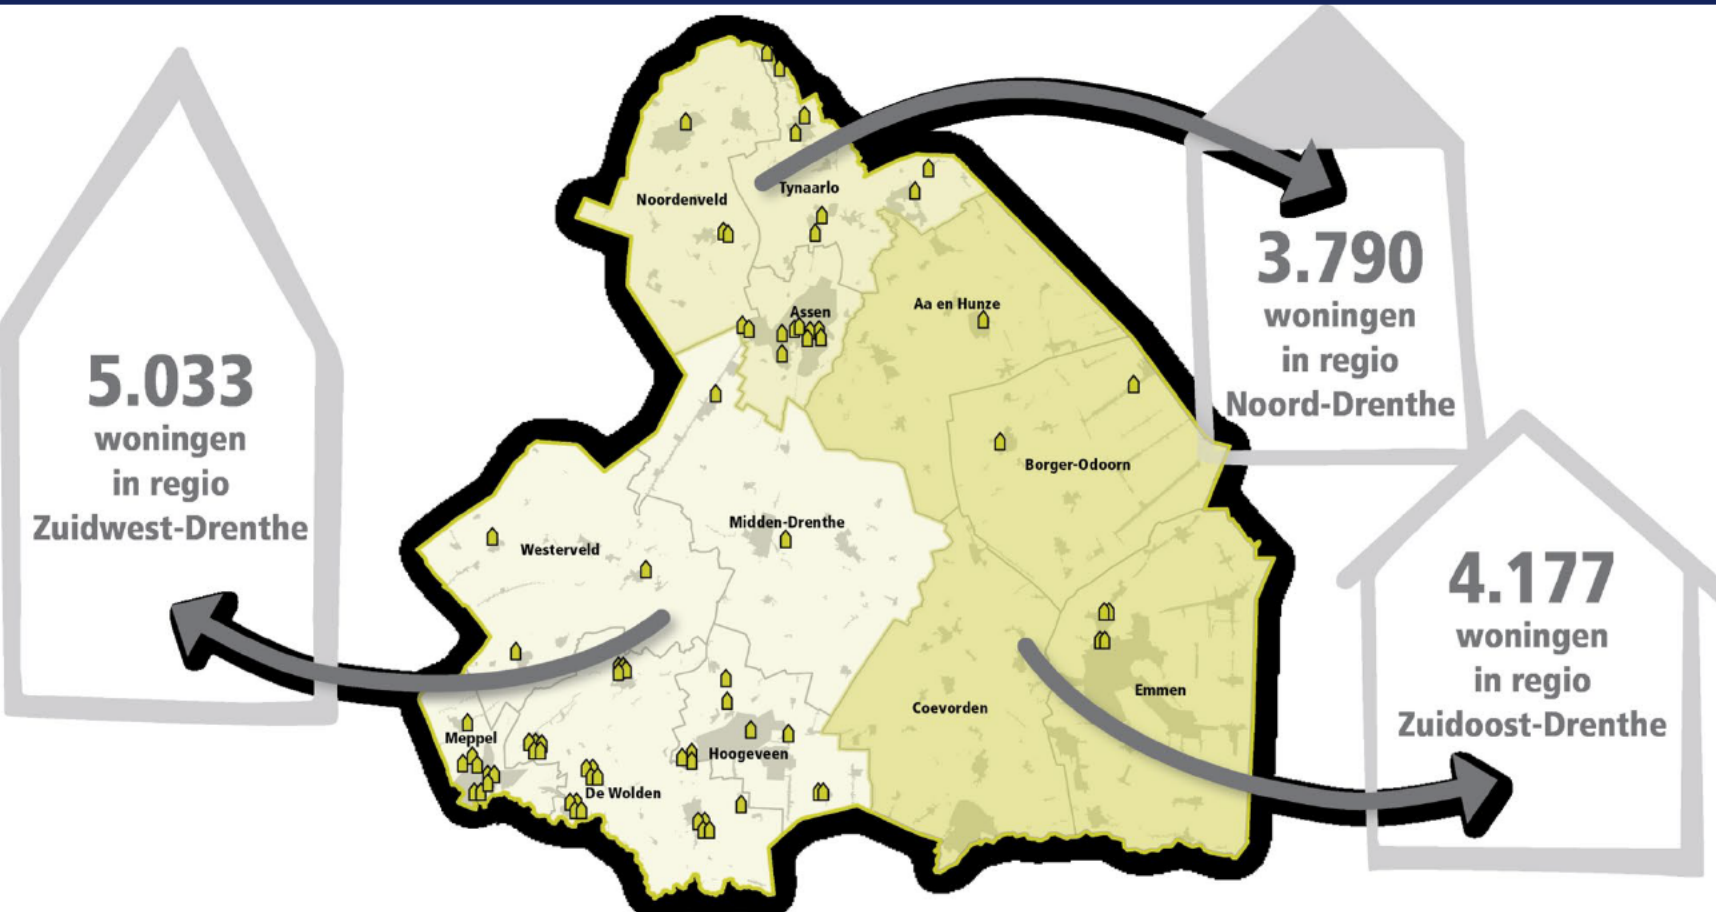 5.033
woningen
in regio
Zuidwest-Drenthe
Noordenveld
Tynaarlo
Assen
Aa en Hunze
Borger-Odoorn
Midden-Drenthe
Westerveld
Meppel
De Wolden
Hoogeveen
Coevorden
Emmen
3.790
woningen
in regio
Noord-Drenthe
4.177
woningen
in regio
Zuidoost-Drenthe